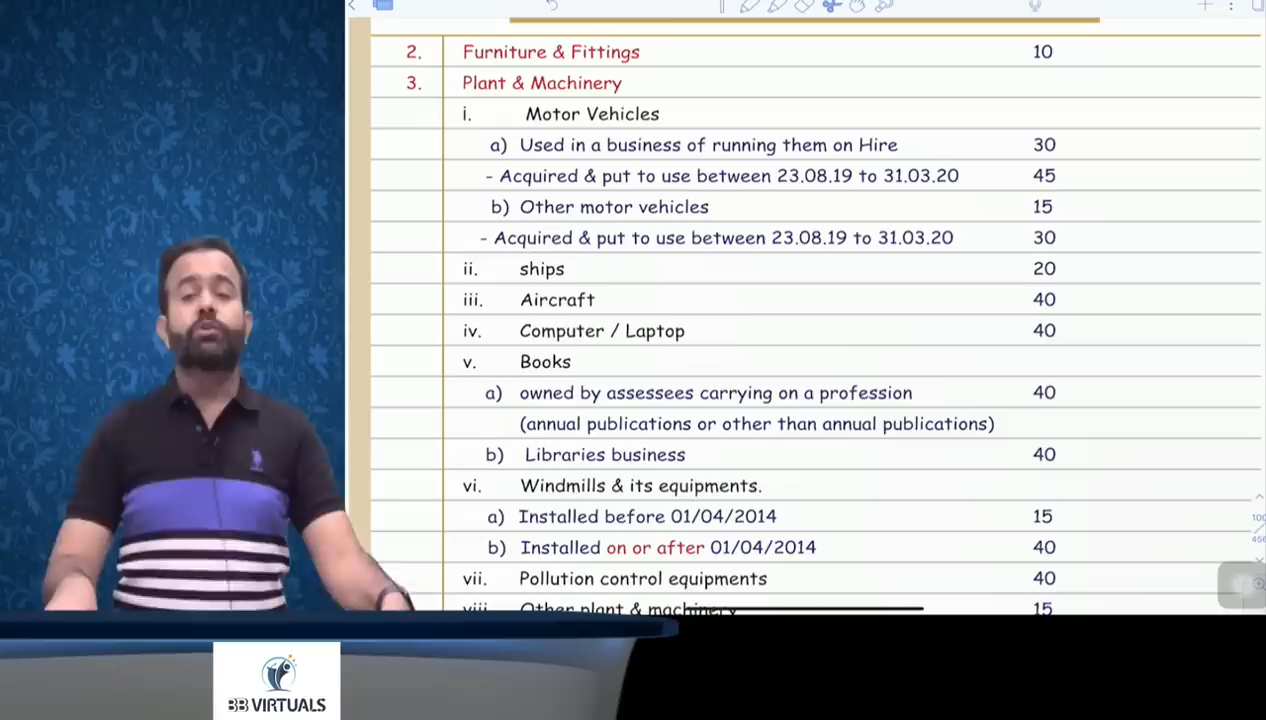 2. Furniture & Fittings 10
3. Plant & Machinery
i. Motor Vehicles
a) Used in a business of running them on Hire 30
- Acquired & put to use between 23.08.19 to 31.03.20 45
b) Other motor vehicles 15
- Acquired & put to use between 23.08.19 to 31.03.20 30
ii. ships 20
iii. Aircraft 40
iv. Computer / Laptop 40
v. Books
a) owned by assessees carrying on a profession 40
(annual publications or other than annual publications)
b) Libraries business 40
vi. Windmills & its equipments.
a) Installed before 01/04/2014 15
b) Installed on or after 01/04/2014 40
vii. Pollution control equipments 40
viii. Other plant & machinery 15
BB VIRTUALS